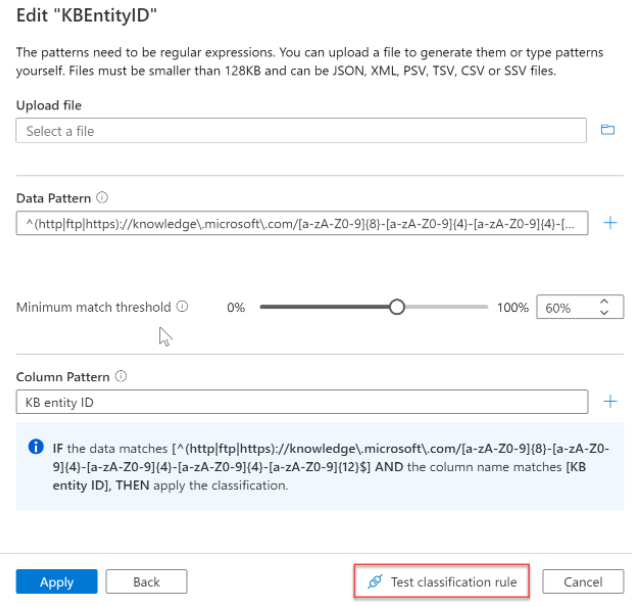 Edit "KBEntityID"
The patterns need to be regular expressions. You can upload a file to generate them or type patterns
yourself. Files must be smaller than 128KB and can be JSON, XML, PSV, TSV, CSV or SSV files.
Upload file
Select a file
Data Pattern
^(http|ftp|https)://knowledge\.microsoft\.com/[a-zA-Z0-9]{8}-[a-zA-Z0-9]{4}-[a-zA-Z0-9]{4}-[...
Minimum match threshold 0% 100% 60%
Column Pattern
KB entity ID
IF the data matches [^(http|ftp|https)://knowledge\.microsoft\.com/[a-zA-Z0-9]{8}-[a-zA-Z0-
9]{4}-[a-zA-Z0-9]{4}-[a-zA-Z0-9]{4}-[a-zA-Z0-9]{12}$] AND the column name matches [KB
entity ID], THEN apply the classification.
Apply Back Test classification rule Cancel